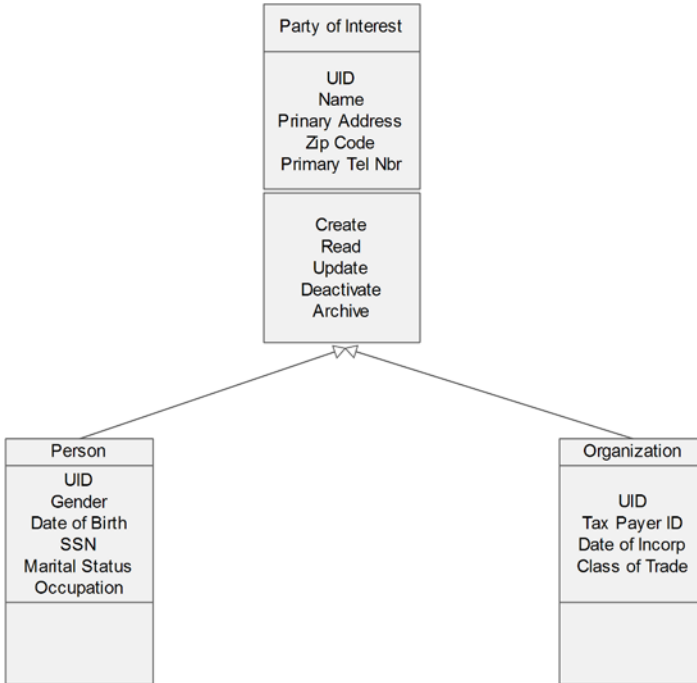 Party of Interest
UID
Name
Prinary Address
Zip Code
Primary Tel Nbr
Create
Read
Update
Deactivate
Archive
Person
UID
Gender
Date of Birth
SSN
Marital Status
Occupation
Organization
UID
Tax Payer ID
Date of Incorp
Class of Trade